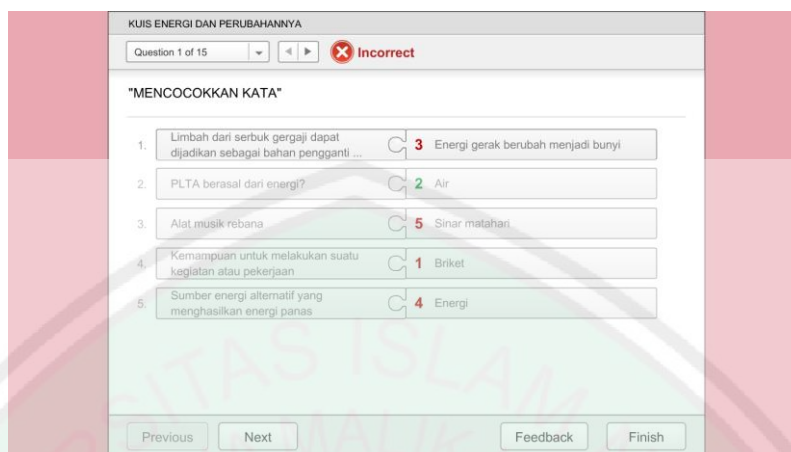 KUIS ENERGI DAN PERUBAHANNYA
Question 1 of 15 Incorrect
"MENCOCOKKAN KATA"
1. Limbah dari serbuk gergaji dapat
dijadikan sebagai bahan pengganti ...
3 Energi gerak berubah menjadi bunyi
2. PLTA berasal dari energi? 2 Air
3. Alat musik rebana 5 Sinar matahari
4. Kemampuan untuk melakukan suatu
kegiatan atau pekerjaan
1 Briket
5. Sumber energi alternatif yang
menghasilkan energi panas
4 Energi
SITAS ISLAM
MALIK
Previous Next Feedback Finish